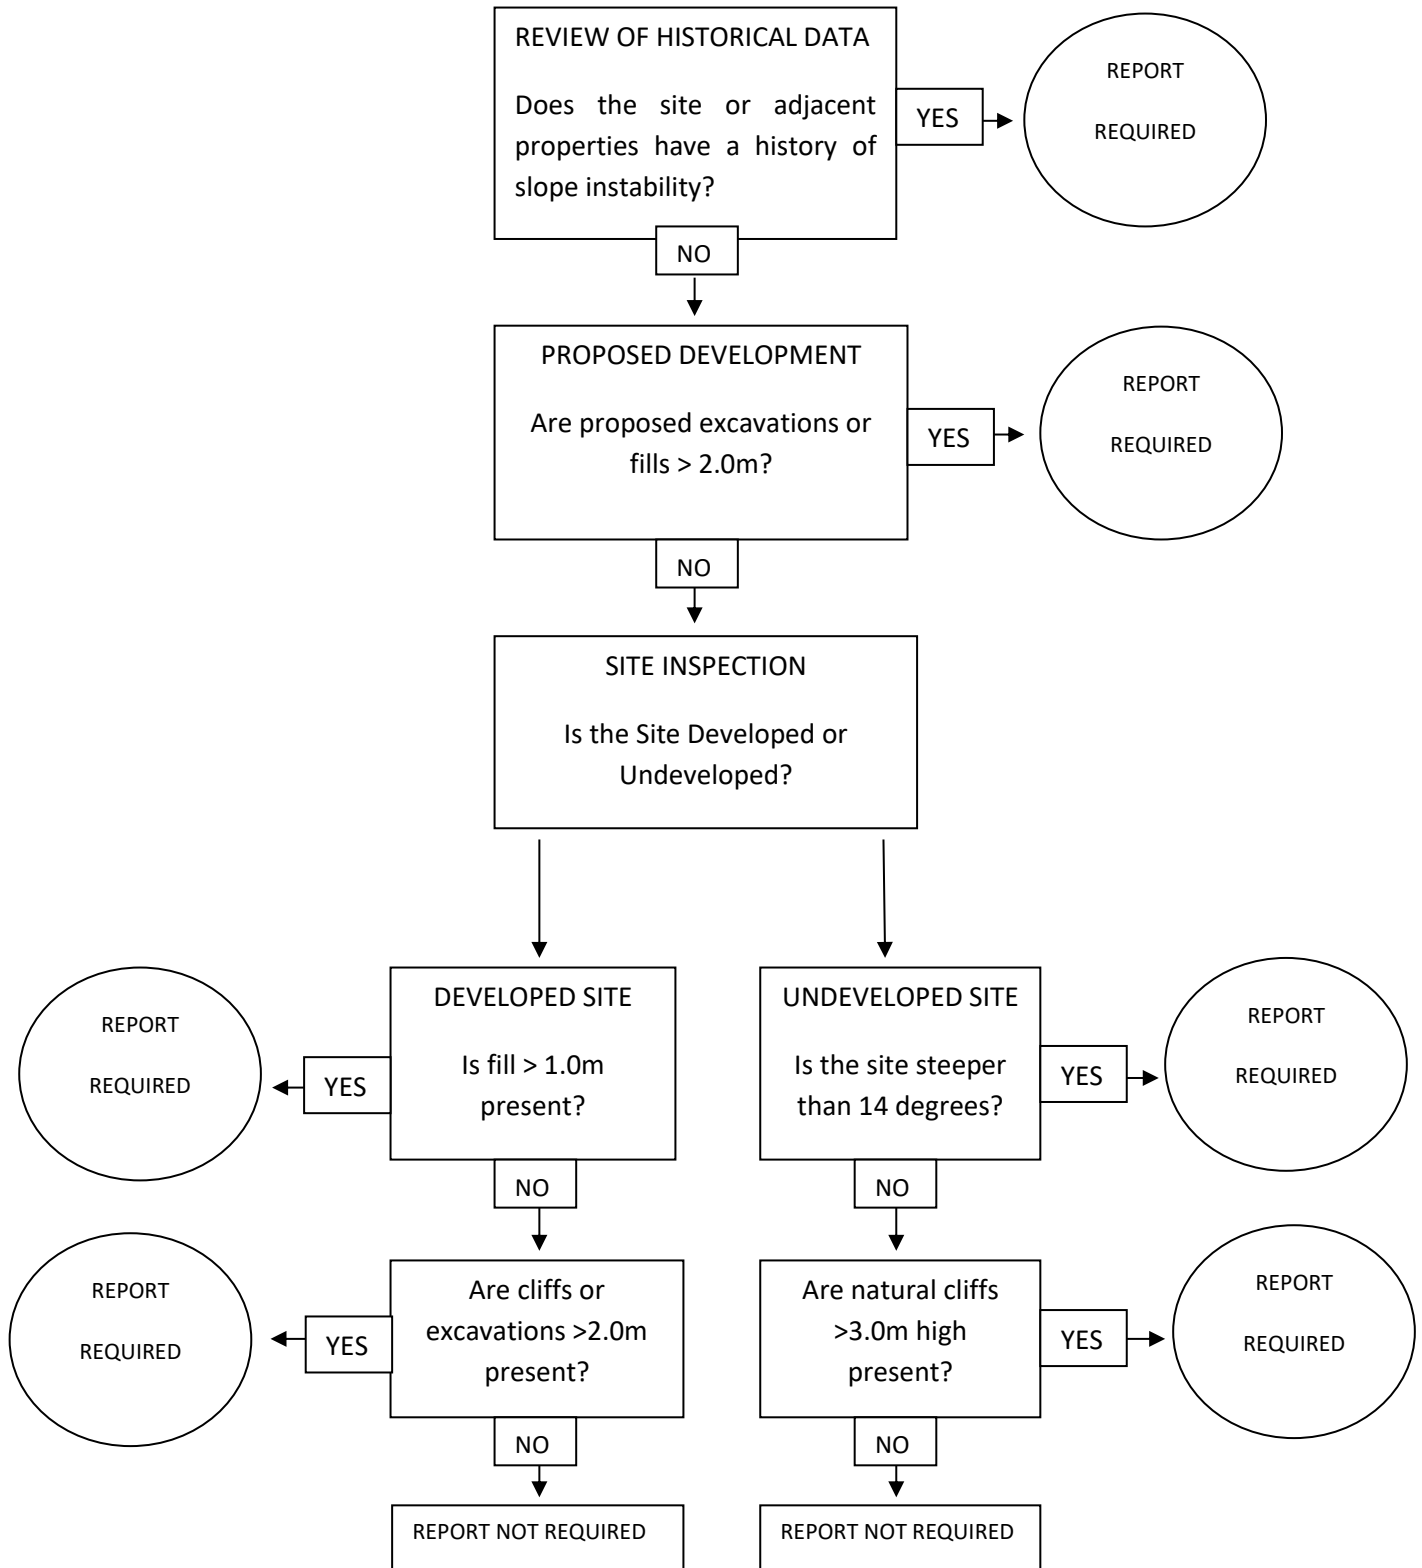 REVIEW OF HISTORICAL DATA
Does the site or adjacent
properties have a history of
slope instability?
YES
REPORT
REQUIRED
NO
PROPOSED DEVELOPMENT
Are proposed excavations or
fills > 2.0m?
YES
REPORT
REQUIRED
NO
SITE INSPECTION
Is the Site Developed or
Undeveloped?
DEVELOPED SITE
Is fill > 1.0m
present?
YES
REPORT
REQUIRED
NO
UNDEVELOPED SITE
Is the site steeper
than 14 degrees?
YES
REPORT
REQUIRED
NO
Are cliffs or
excavations >2.0m
present?
YES
REPORT
REQUIRED
NO
Are natural cliffs
>3.0m high
present?
YES
REPORT
REQUIRED
NO
REPORT NOT REQUIRED
REPORT NOT REQUIRED